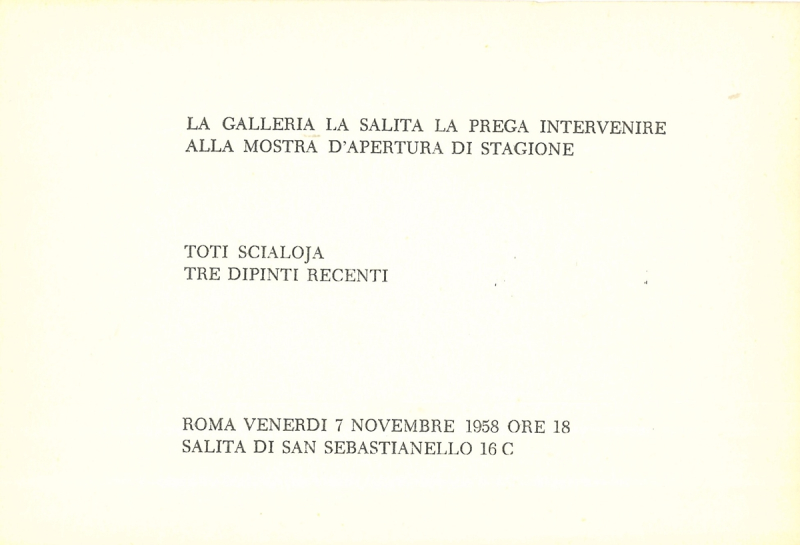 LA GALLERIA LA SALITA LA PREGA INTERVENIRE
ALLA MOSTRA D'APERTURA DI STAGIONE
TOTI SCIALOJA
TRE DIPINTI RECENTI
ROMA VENERDI 7 NOVEMBRE 1958 ORE 18
SALITA DI SAN SEBASTIANELLO 16 C